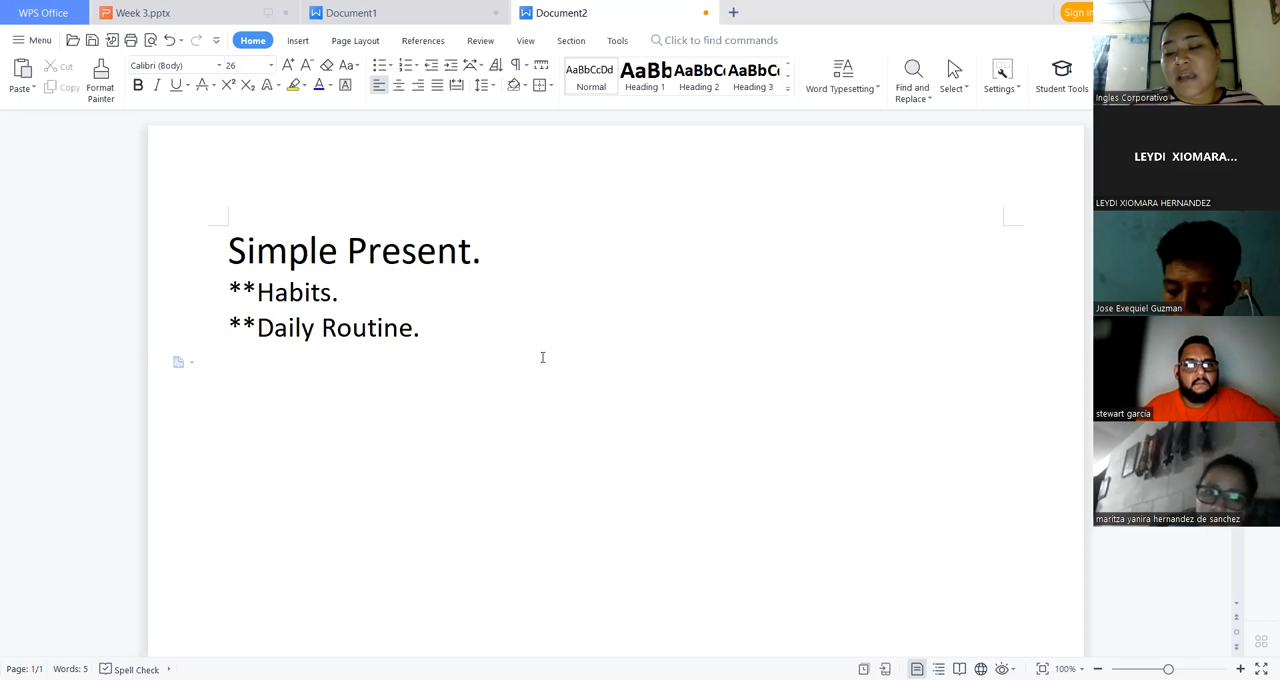 WPS Office
Week 3.pptx
Document1
Document2
Sign in
Menu
Home
Insert
Page Layout
References
Review
View
Section
Tools
Click to find commands
Paste
Cut
Copy
Format Painter
Calibri (Body)
26
AaBbCcDd
Normal
AaBb
Heading 1
AaBbC
Heading 2
AaBbC
Heading 3
Word Typesetting
Find and Replace
Select
Settings
Student Tools
Simple Present.
**Habits.
**Daily Routine.
Ingles Corporativo
LEYDI XIOMARA...
LEYDI XIOMARA HERNANDEZ
Jose Exequiel Guzman
stewart garcía
maritza yanira hernandez de sanchez
Page: 1/1
Words: 5
Spell Check
100%